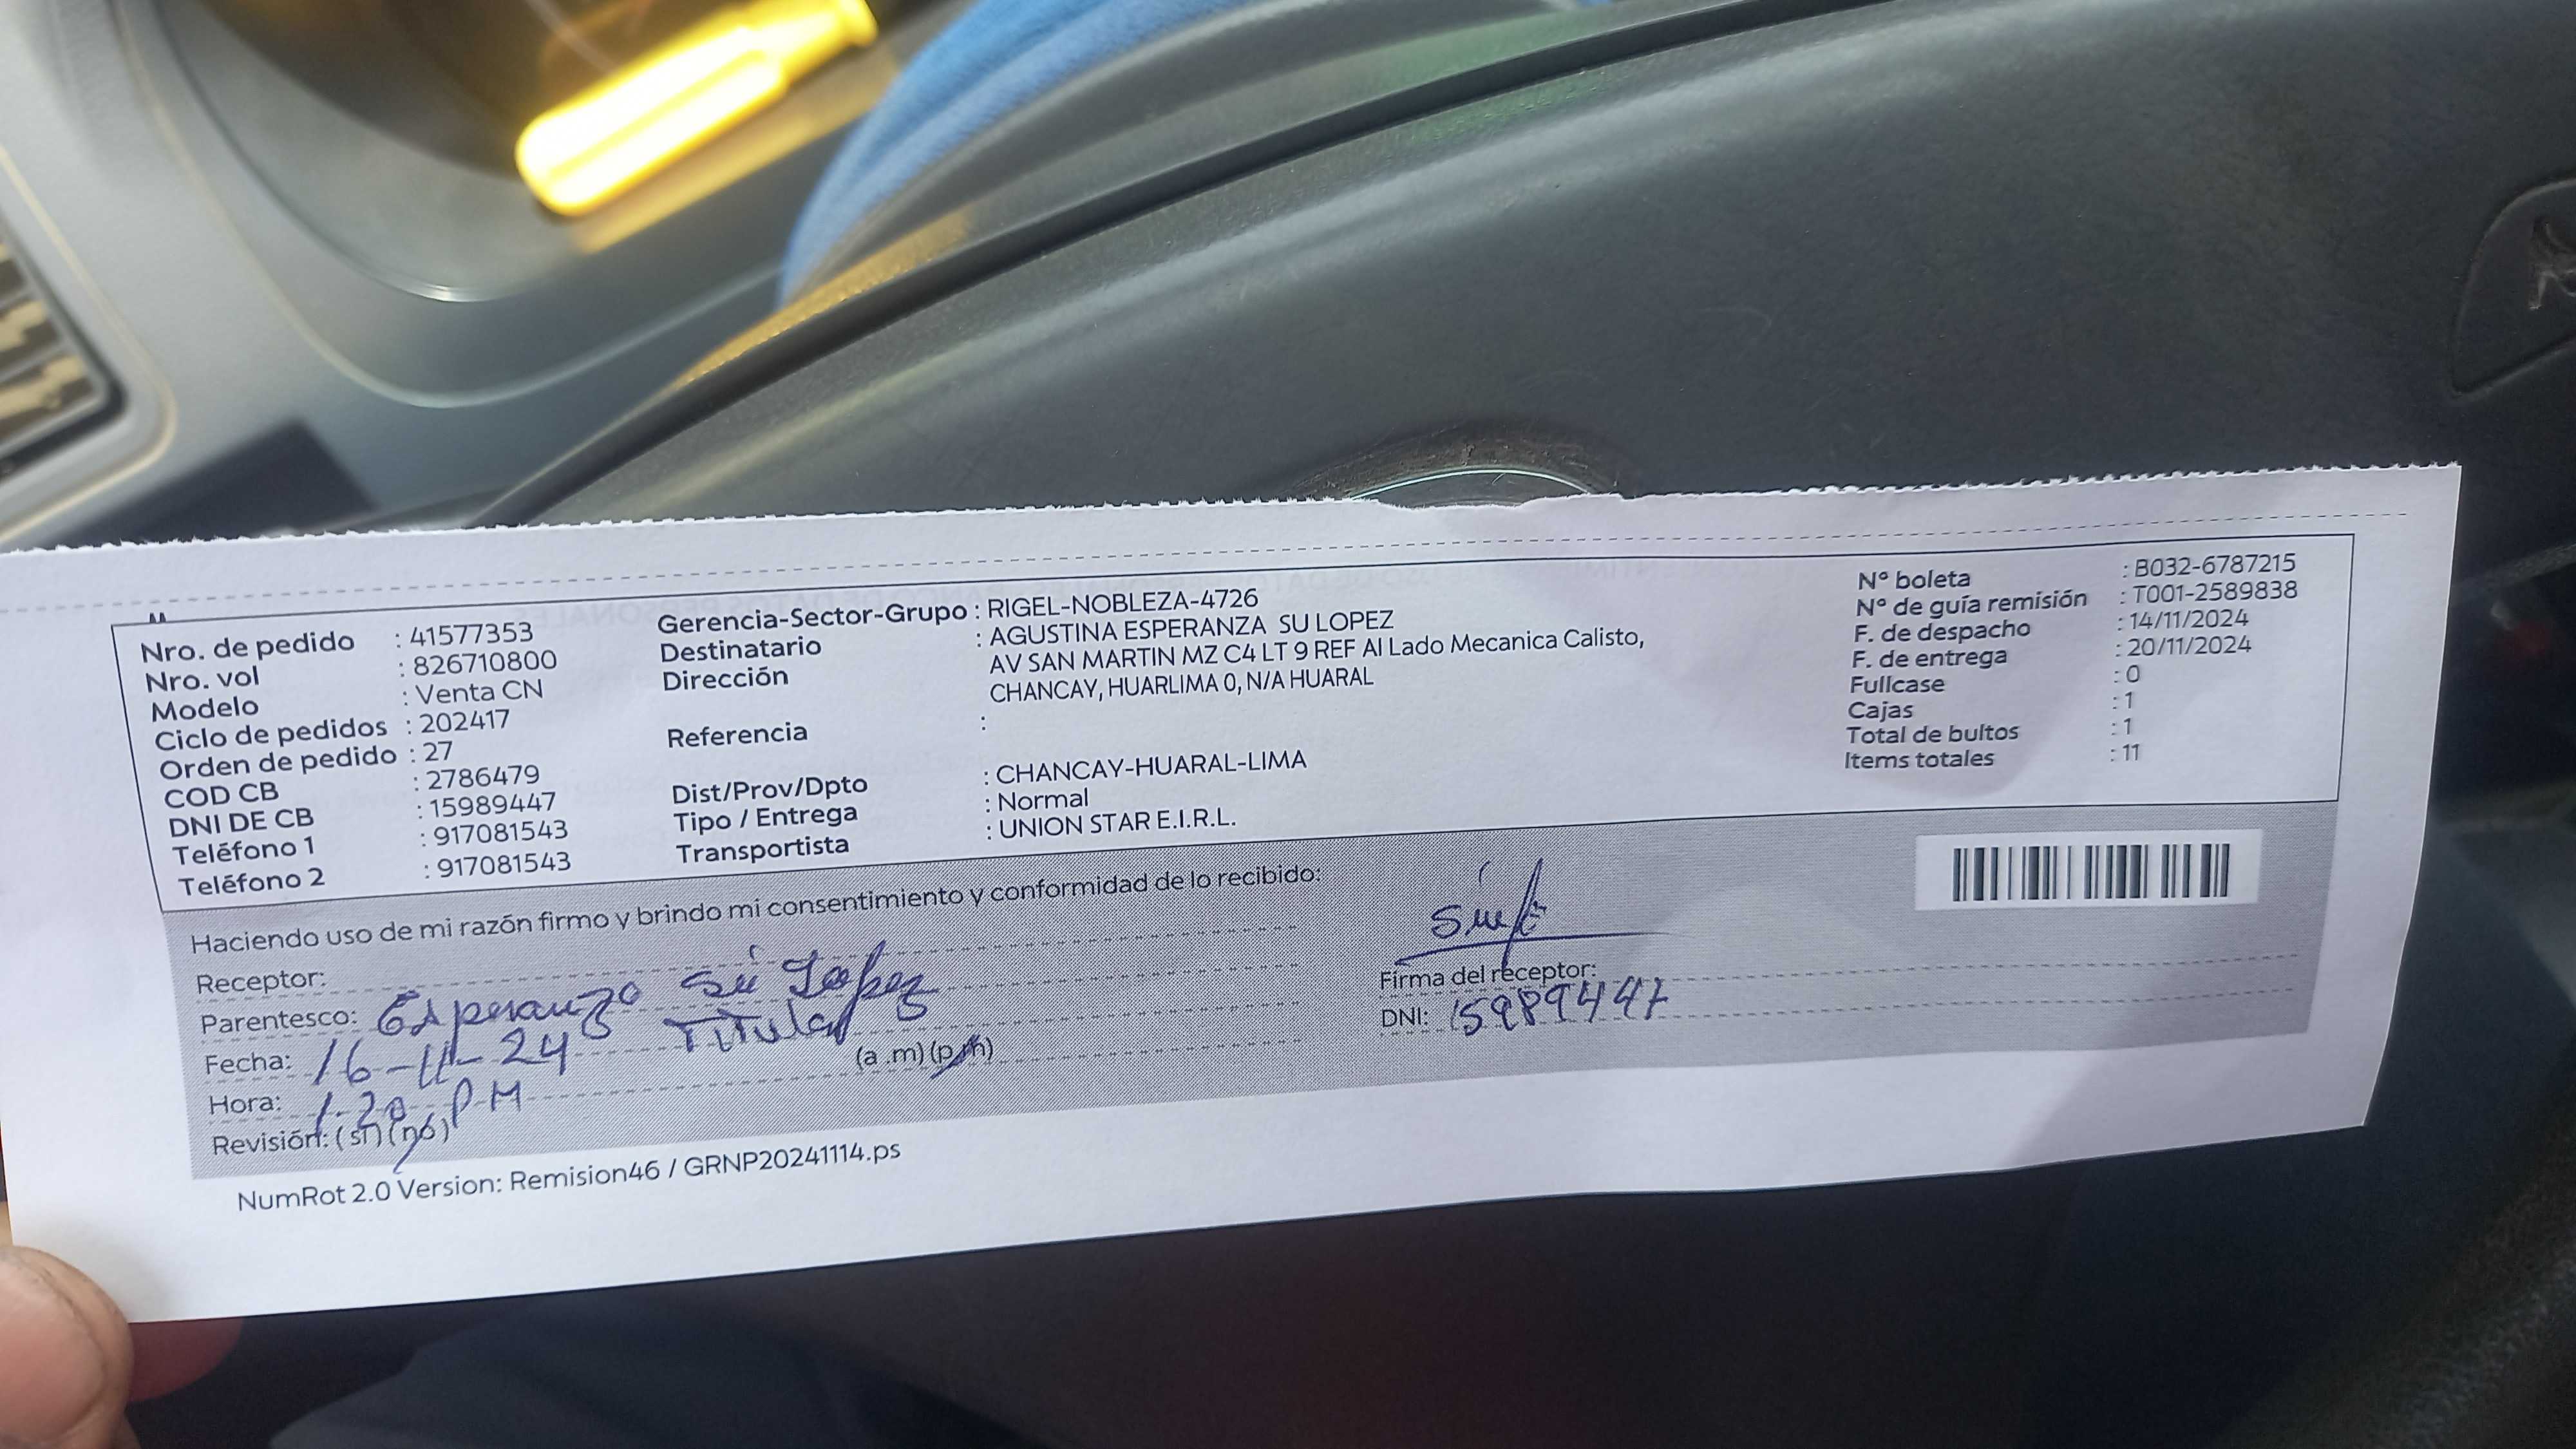 Nro. de pedido : 41577353
Nro. vol : 826710800
Modelo : Venta CN
Ciclo de pedidos : 202417
Orden de pedido : 27
COD CB : 2786479
DNI DE CB : 15989447
Teléfono 1 : 917081543
Teléfono 2 : 917081543
Gerencia-Sector-Grupo : RIGEL-NOBLEZA-4726
Destinatario : AGUSTINA ESPERANZA SU LOPEZ
Dirección AV SAN MARTIN MZ C4 LT 9 REF Al Lado Mecanica Calisto,
CHANCAY, HUARLIMA 0, N/A HUARAL
Referencia :
Dist/Prov/Dpto : CHANCAY-HUARAL-LIMA
Tipo / Entrega : Normal
Transportista : UNION STAR E.I.R.L.
N° boleta : B032-6787215
N° de guía remisión : T001-2589838
F. de despacho : 14/11/2024
F. de entrega : 20/11/2024
Fullcase : 0
Cajas : 1
Total de bultos : 1
Items totales : 11
Haciendo uso de mi razón firmo y brindo mi consentimiento y conformidad de lo recibido:
Receptor: Esperanza Sú Lopez
Parentesco: Titular
Fecha: 16-11-24
Hora: 1.20 P.M (a .m) (p.m)
Revisión: (si) (no)
Firma del receptor:
DNI: 15989447
NumRot 2.0 Version: Remision46 / GRNP20241114.ps